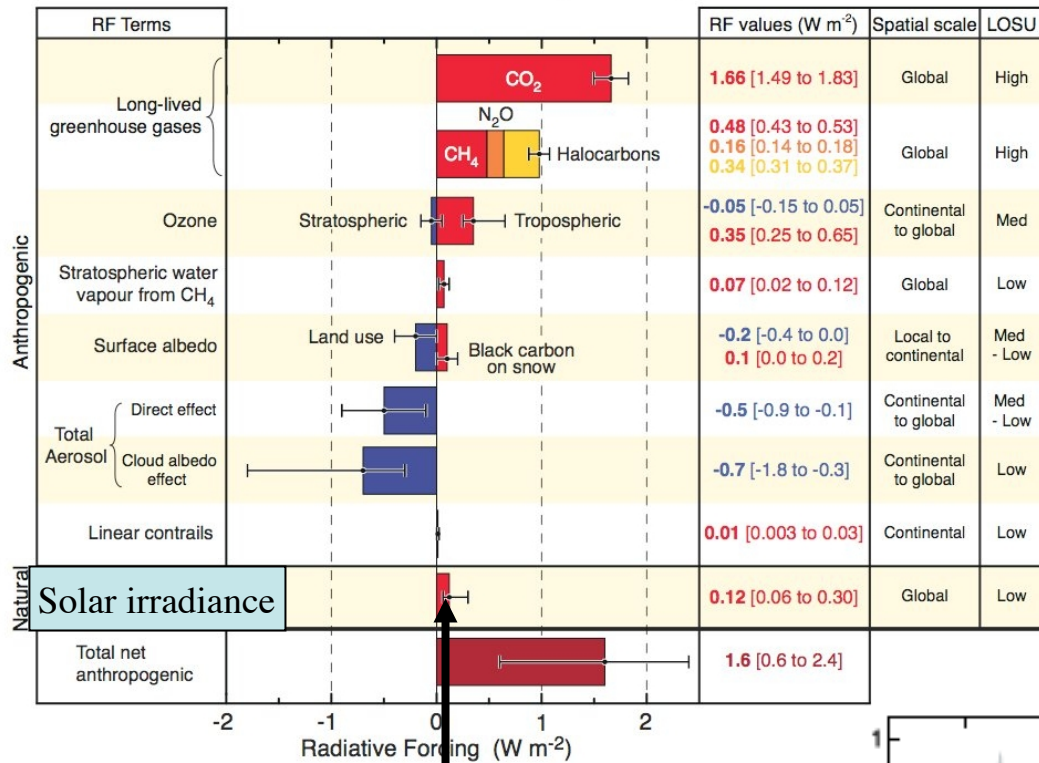 RF Terms
RF values (W m⁻²)
Spatial scale
LOSU
Anthropogenic
Long-lived
greenhouse gases
CO₂
1.66 [1.49 to 1.83]
Global
High
N₂O
CH₄
Halocarbons
0.48 [0.43 to 0.53]
0.16 [0.14 to 0.18]
0.34 [0.31 to 0.37]
Global
High
Ozone
Stratospheric
Tropospheric
-0.05 [-0.15 to 0.05]
0.35 [0.25 to 0.65]
Continental
to global
Med
Stratospheric water
vapour from CH₄
0.07 [0.02 to 0.12]
Global
Low
Surface albedo
Land use
Black carbon
on snow
-0.2 [-0.4 to 0.0]
0.1 [0.0 to 0.2]
Local to
continental
Med
- Low
Total
Aerosol
Direct effect
-0.5 [-0.9 to -0.1]
Continental
to global
Med
- Low
Cloud albedo
effect
-0.7 [-1.8 to -0.3]
Continental
to global
Low
Linear contrails
0.01 [0.003 to 0.03]
Continental
Low
Natural
Solar irradiance
0.12 [0.06 to 0.30]
Global
Low
Total net
anthropogenic
1.6 [0.6 to 2.4]
-2 -1 0 1 2
Radiative Forcing (W m⁻²)
1